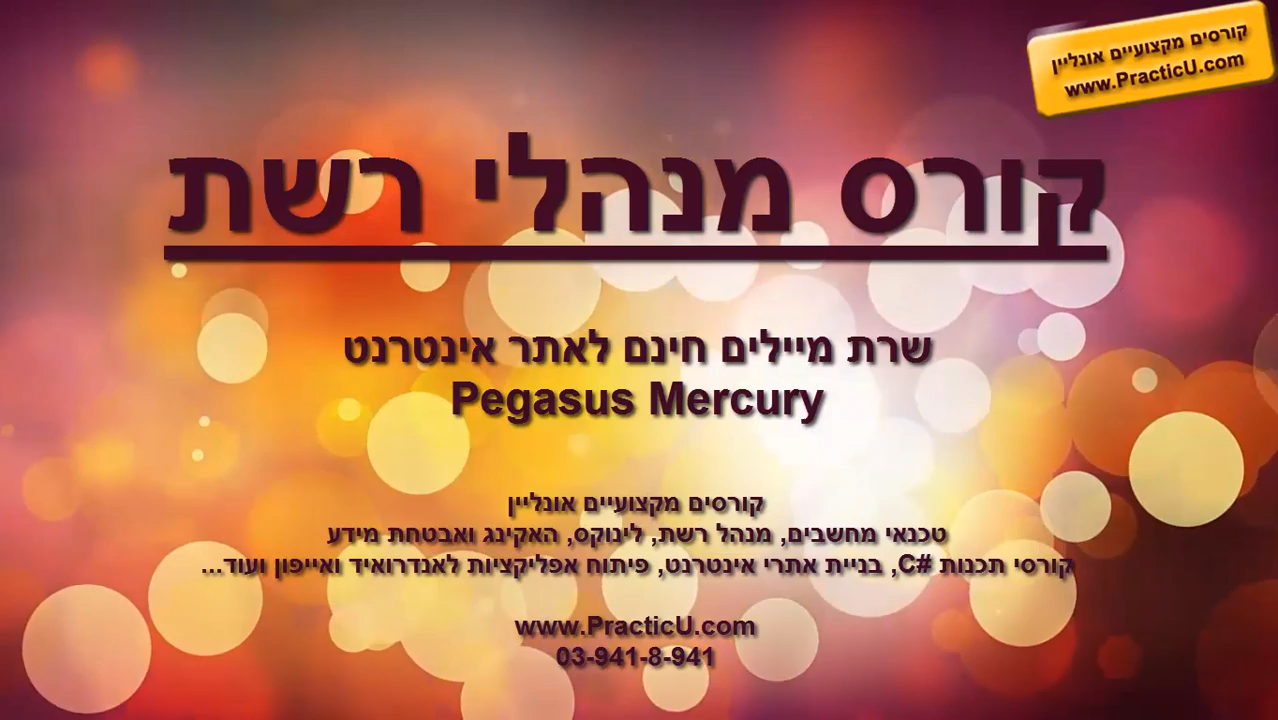 קורסים מקצועיים אונליין
www.PracticU.com
קורס מנהלי רשת
שרת מיילים חינם לאתר אינטרנט
Pegasus Mercury
קורסים מקצועיים אונליין
טכנאי מחשבים, מנהל רשת, לינוקס, האקינג ואבטחת מידע
קורסי תכנות #C, בניית אתרי אינטרנט, פיתוח אפליקציות לאנדרואיד ואייפון ועוד...
www.PracticU.com
03-941-8-941